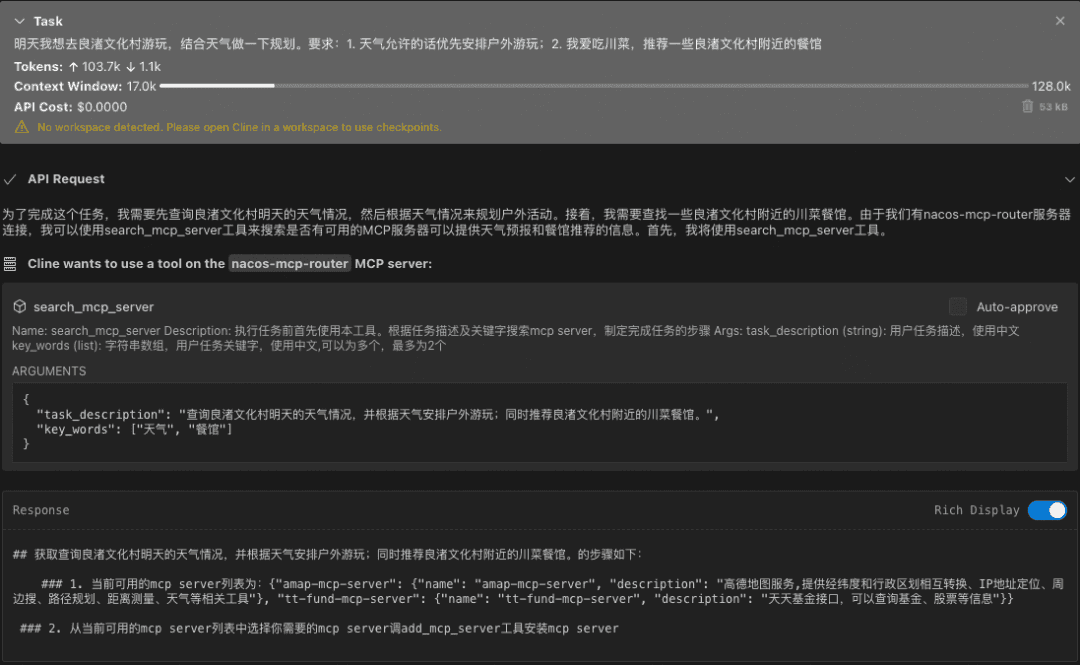 Task
明天我想去良渚文化村游玩，结合天气做一下规划。要求：1. 天气允许的话优先安排户外游玩；2. 我爱吃川菜，推荐一些良渚文化村附近的餐馆
Tokens: ↑ 103.7k ↓ 1.1k
Context Window: 17.0k 128.0k
API Cost: $0.0000 53 kB
No workspace detected. Please open Cline in a workspace to use checkpoints.
API Request
为了完成这个任务，我需要先查询良渚文化村明天的天气情况，然后根据天气情况来规划户外活动。接着，我需要查找一些良渚文化村附近的川菜餐馆。由于我们有nacos-mcp-router服务器
连接，我可以使用search_mcp_server工具来搜索是否有可用的MCP服务器可以提供天气预报和餐馆推荐的信息。首先，我将使用search_mcp_server工具。
Cline wants to use a tool on the nacos-mcp-router MCP server:
search_mcp_server Auto-approve
Name: search_mcp_server Description: 执行任务前首先使用本工具。根据任务描述及关键字搜索mcp server，制定完成任务的步骤 Args: task_description (string): 用户任务描述，使用中文
key_words (list): 字符串数组，用户任务关键字，使用中文,可以为多个，最多为2个
ARGUMENTS
{
"task_description": "查询良渚文化村明天的天气情况，并根据天气安排户外游玩；同时推荐良渚文化村附近的川菜餐馆。",
"key_words": ["天气", "餐馆"]
}
Response Rich Display
## 获取查询良渚文化村明天的天气情况，并根据天气安排户外游玩；同时推荐良渚文化村附近的川菜餐馆。的步骤如下：
### 1. 当前可用的mcp server列表为：{"amap-mcp-server": {"name": "amap-mcp-server", "description": "高德地图服务,提供经纬度和行政区划相互转换、IP地址定位、周
边搜、路径规划、距离测量、天气等相关工具"}, "tt-fund-mcp-server": {"name": "tt-fund-mcp-server", "description": "天天基金接口，可以查询基金、股票等信息"}}
### 2. 从当前可用的mcp server列表中选择你需要的mcp server调add_mcp_server工具安装mcp server